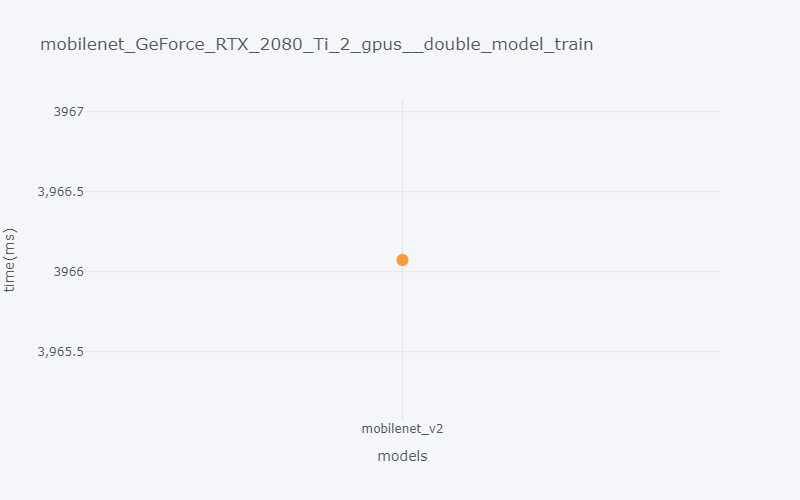 mobilenet_GeForce_RTX_2080_Ti_2_gpus__double_model_train
3967
3,966.5
3966
3,965.5
time(ms)
mobilenet_v2
models